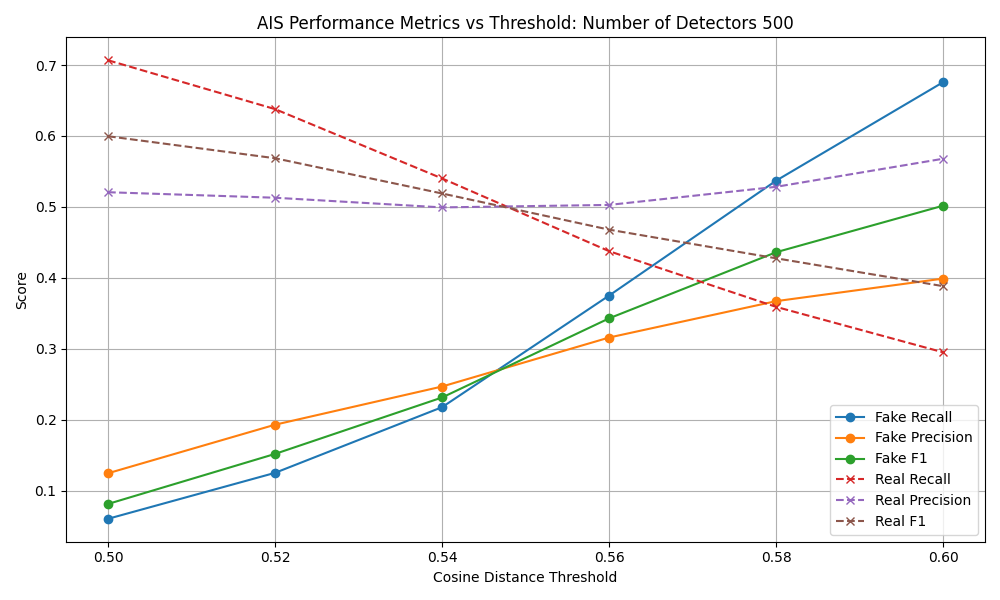 AIS Performance Metrics vs Threshold: Number of Detectors 500
Score
0.7
0.6
0.5
0.4
0.3
0.2
0.1
Fake Recall
Fake Precision
Fake F1
Real Recall
Real Precision
Real F1
0.50 0.52 0.54 0.56 0.58 0.60
Cosine Distance Threshold